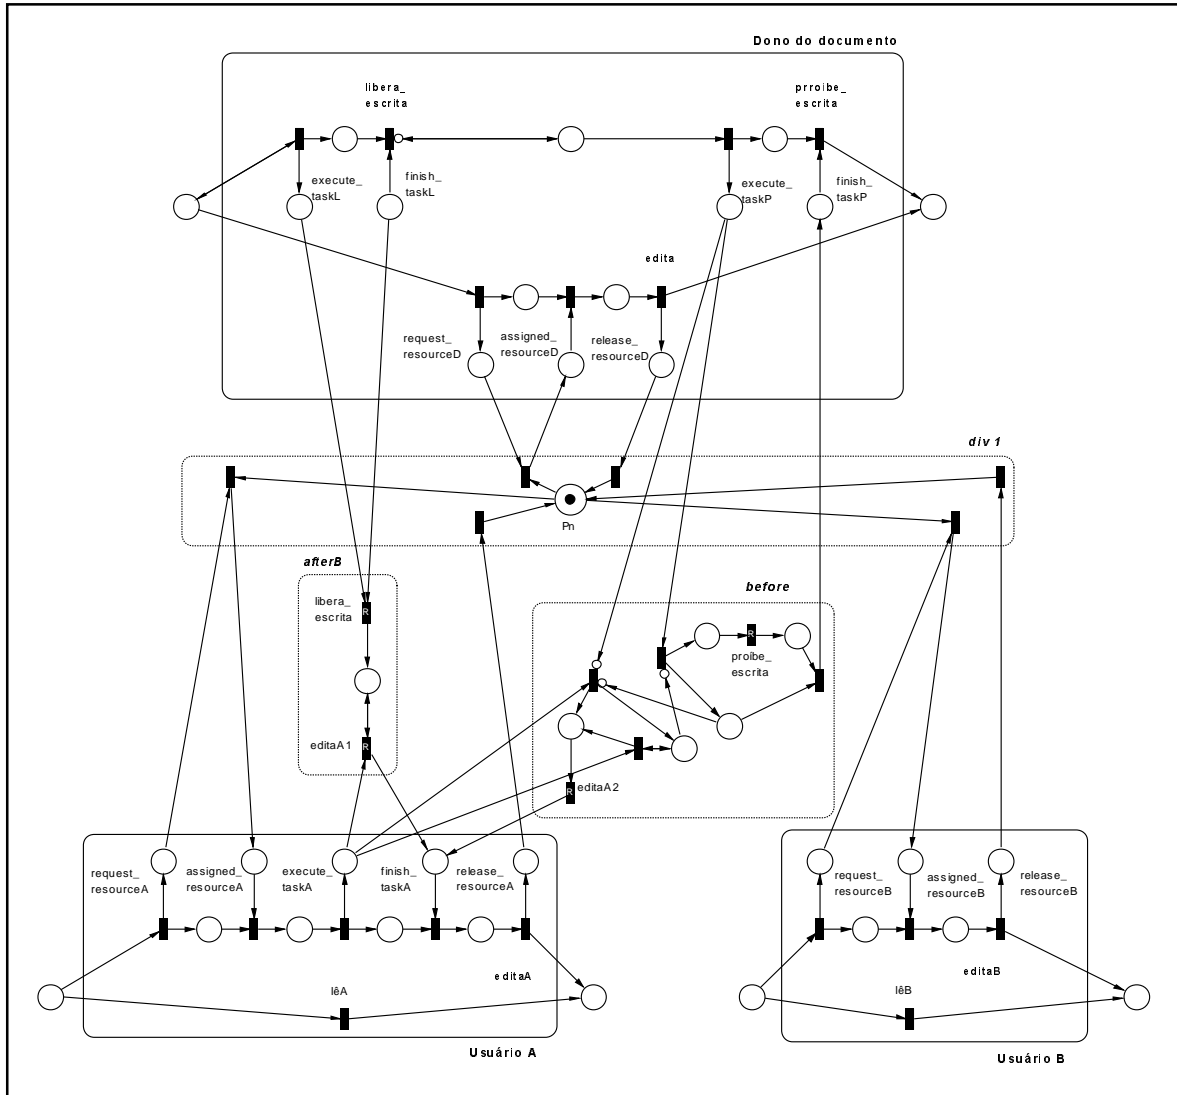 Dono do documento
libera_
escrita
prroibe_
escrita
execute_
taskL
finish_
taskL
execute_
taskP
finish_
taskP
edita
request_
resourceD
assigned_
resourceD
release_
resourceD
div 1
Pn
afterB
libera_
escrita
R
editaA1
R
before
R
proíbe_
escrita
editaA2
R
request_
resourceA
assigned_
resourceA
execute_
taskA
finish_
taskA
release_
resourceA
editaA
lêA
Usuário A
request_
resourceB
assigned_
resourceB
release_
resourceB
editaB
lêB
Usuário B